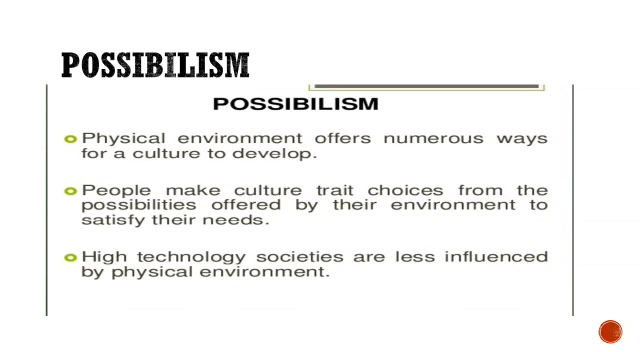 POSSIBILISM
POSSIBILISM
Physical environment offers numerous ways
for a culture to develop.
People make culture trait choices from the
possibilities offered by their environment to
satisfy their needs.
High technology societies are less influenced
by physical environment.